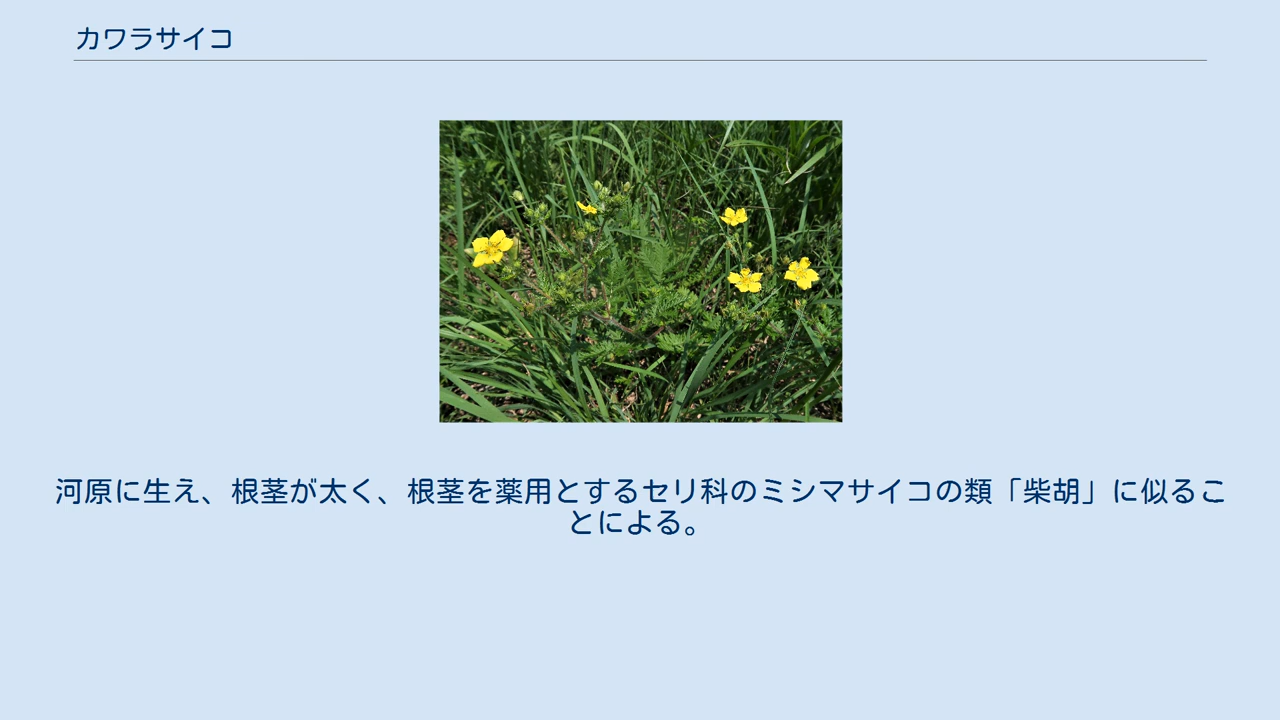 カワラサイコ
河原に生え、根茎が太く、根茎を薬用とするセリ科のミシマサイコの類「柴胡」に似るこ
とによる。